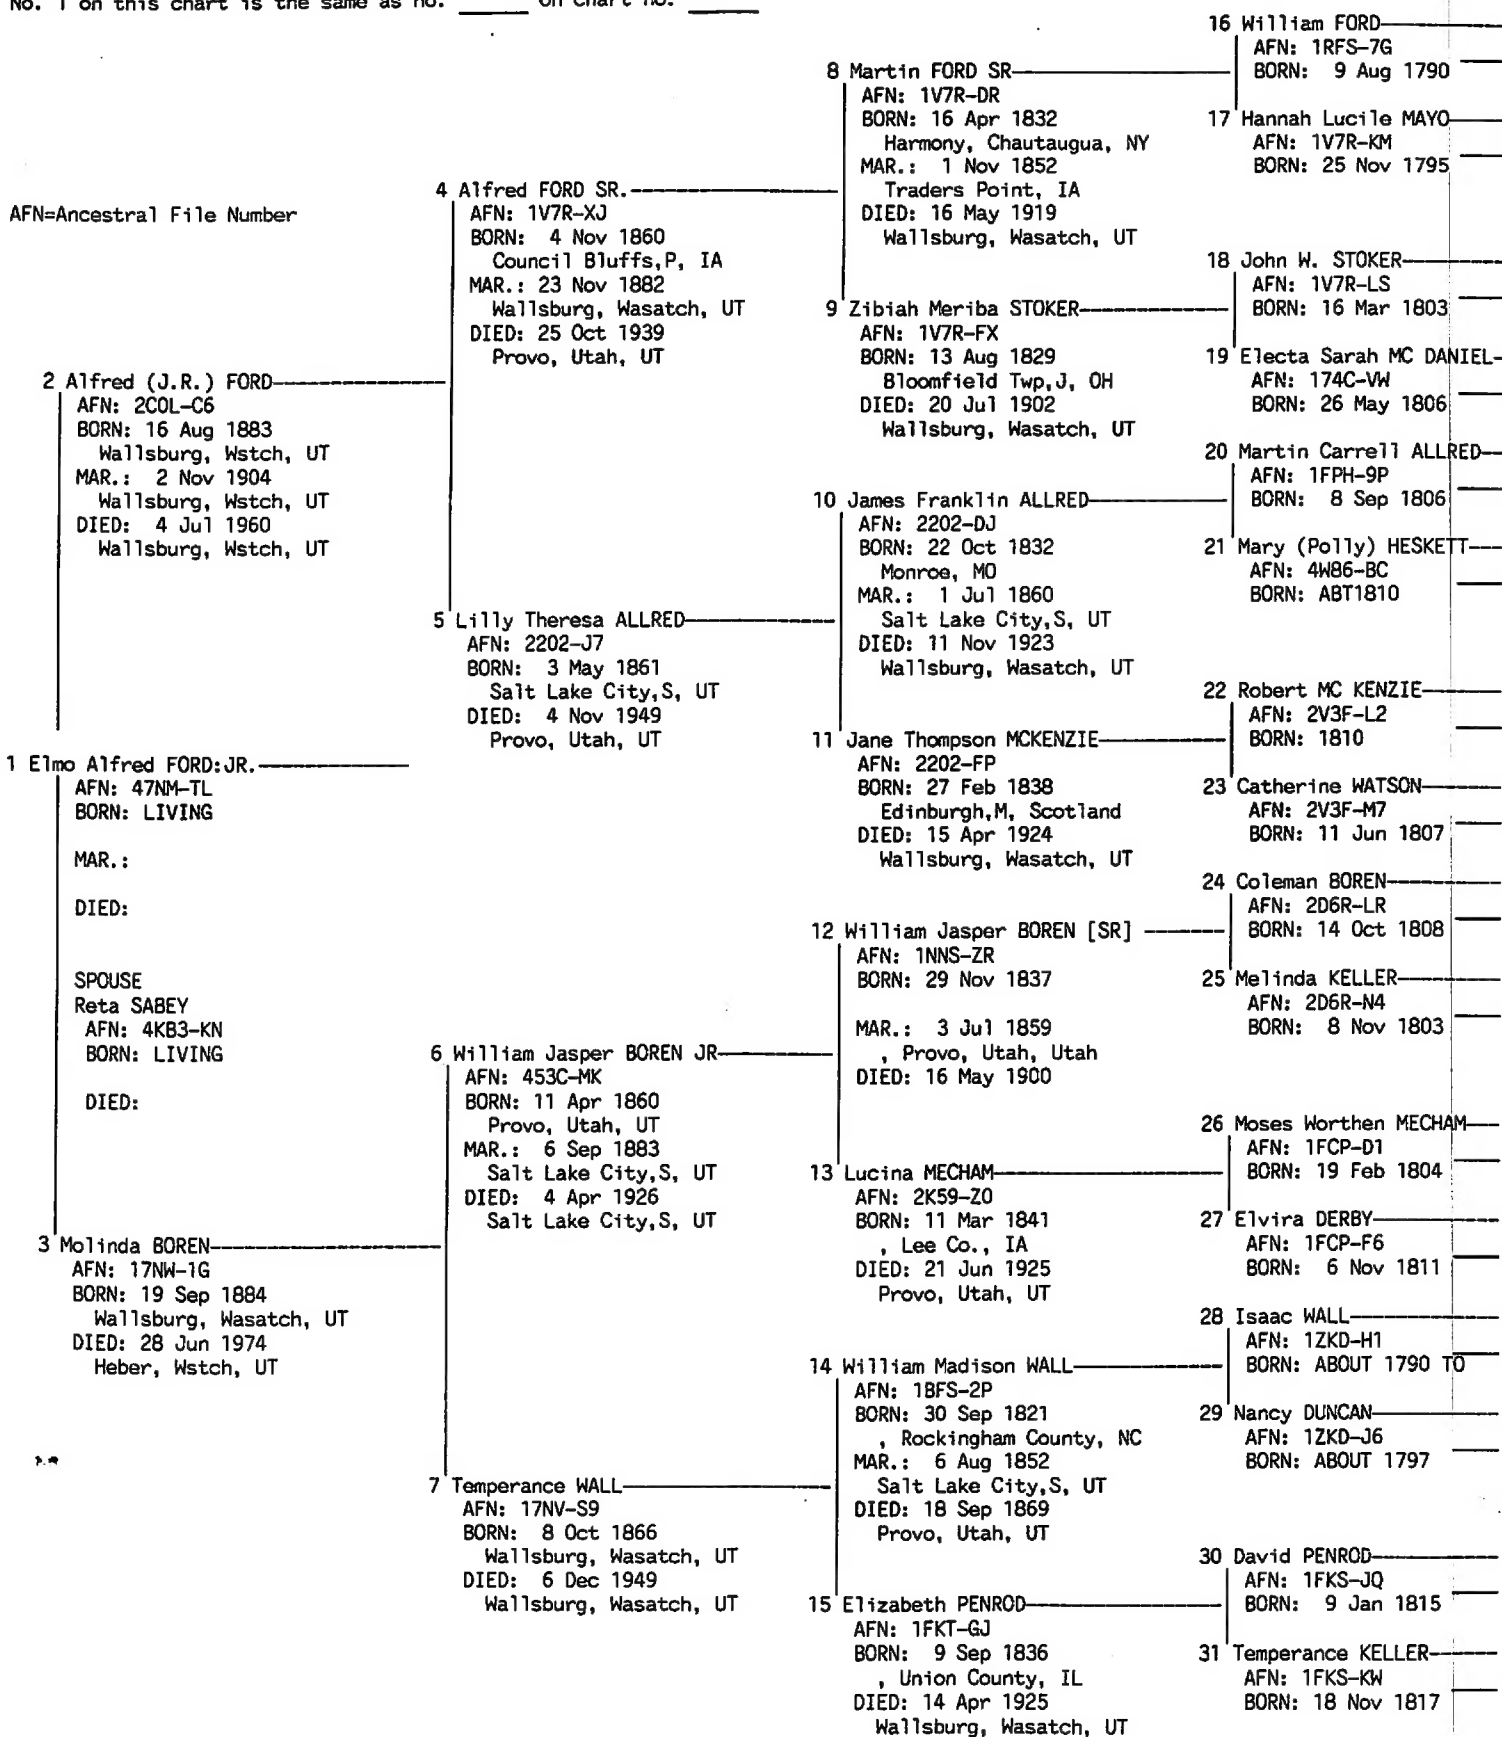 No. 1 on this chart is the same as no. _____ on chart no. _____
AFN=Ancestral File Number
1 Elmo Alfred FORD:JR.
AFN: 47NM-TL
BORN: LIVING
MAR.:
DIED:
SPOUSE
Reta SABEY
AFN: 4KB3-KN
BORN: LIVING
DIED:
2 Alfred (J.R.) FORD
AFN: 2COL-C6
BORN: 16 Aug 1883
Wallsburg, Wstch, UT
MAR.: 2 Nov 1904
Wallsburg, Wstch, UT
DIED: 4 Jul 1960
Wallsburg, Wstch, UT
3 Molinda BOREN
AFN: 17NW-1G
BORN: 19 Sep 1884
Wallsburg, Wasatch, UT
DIED: 28 Jun 1974
Heber, Wstch, UT
4 Alfred FORD SR.
AFN: 1V7R-XJ
BORN: 4 Nov 1860
Council Bluffs,P, IA
MAR.: 23 Nov 1882
Wallsburg, Wasatch, UT
DIED: 25 Oct 1939
Provo, Utah, UT
5 Lilly Theresa ALLRED
AFN: 2202-J7
BORN: 3 May 1861
Salt Lake City,S, UT
DIED: 4 Nov 1949
Provo, Utah, UT
6 William Jasper BOREN JR
AFN: 453C-MK
BORN: 11 Apr 1860
Provo, Utah, UT
MAR.: 6 Sep 1883
Salt Lake City,S, UT
DIED: 4 Apr 1926
Salt Lake City,S, UT
7 Temperance WALL
AFN: 17NV-S9
BORN: 8 Oct 1866
Wallsburg, Wasatch, UT
DIED: 6 Dec 1949
Wallsburg, Wasatch, UT
8 Martin FORD SR
AFN: 1V7R-DR
BORN: 16 Apr 1832
Harmony, Chautaugua, NY
MAR.: 1 Nov 1852
Traders Point, IA
DIED: 16 May 1919
Wallsburg, Wasatch, UT
9 Zibiah Meriba STOKER
AFN: 1V7R-FX
BORN: 13 Aug 1829
Bloomfield Twp,J, OH
DIED: 20 Jul 1902
Wallsburg, Wasatch, UT
10 James Franklin ALLRED
AFN: 2202-DJ
BORN: 22 Oct 1832
Monroe, MO
MAR.: 1 Jul 1860
Salt Lake City,S, UT
DIED: 11 Nov 1923
Wallsburg, Wasatch, UT
11 Jane Thompson MCKENZIE
AFN: 2202-FP
BORN: 27 Feb 1838
Edinburgh,M, Scotland
DIED: 15 Apr 1924
Wallsburg, Wasatch, UT
12 William Jasper BOREN [SR]
AFN: 1NNS-ZR
BORN: 29 Nov 1837
MAR.: 3 Jul 1859
, Provo, Utah, Utah
DIED: 16 May 1900
13 Lucina MECHAM
AFN: 2K59-Z0
BORN: 11 Mar 1841
, Lee Co., IA
DIED: 21 Jun 1925
Provo, Utah, UT
14 William Madison WALL
AFN: 1BFS-2P
BORN: 30 Sep 1821
, Rockingham County, NC
MAR.: 6 Aug 1852
Salt Lake City,S, UT
DIED: 18 Sep 1869
Provo, Utah, UT
15 Elizabeth PENROD
AFN: 1FKT-GJ
BORN: 9 Sep 1836
, Union County, IL
DIED: 14 Apr 1925
Wallsburg, Wasatch, UT
16 William FORD
AFN: 1RFS-7G
BORN: 9 Aug 1790
17 Hannah Lucile MAYO
AFN: 1V7R-KM
BORN: 25 Nov 1795
18 John W. STOKER
AFN: 1V7R-LS
BORN: 16 Mar 1803
19 Electa Sarah MC DANIEL
AFN: 174C-VW
BORN: 26 May 1806
20 Martin Carrell ALLRED
AFN: 1FPH-9P
BORN: 8 Sep 1806
21 Mary (Polly) HESKETT
AFN: 4W86-BC
BORN: ABT1810
22 Robert MC KENZIE
AFN: 2V3F-L2
BORN: 1810
23 Catherine WATSON
AFN: 2V3F-M7
BORN: 11 Jun 1807
24 Coleman BOREN
AFN: 2D6R-LR
BORN: 14 Oct 1808
25 Melinda KELLER
AFN: 2D6R-N4
BORN: 8 Nov 1803
26 Moses Worthen MECHAM
AFN: 1FCP-D1
BORN: 19 Feb 1804
27 Elvira DERBY
AFN: 1FCP-F6
BORN: 6 Nov 1811
28 Isaac WALL
AFN: 1ZKD-H1
BORN: ABOUT 1790 TO
29 Nancy DUNCAN
AFN: 1ZKD-J6
BORN: ABOUT 1797
30 David PENROD
AFN: 1FKS-JQ
BORN: 9 Jan 1815
31 Temperance KELLER
AFN: 1FKS-KW
BORN: 18 Nov 1817